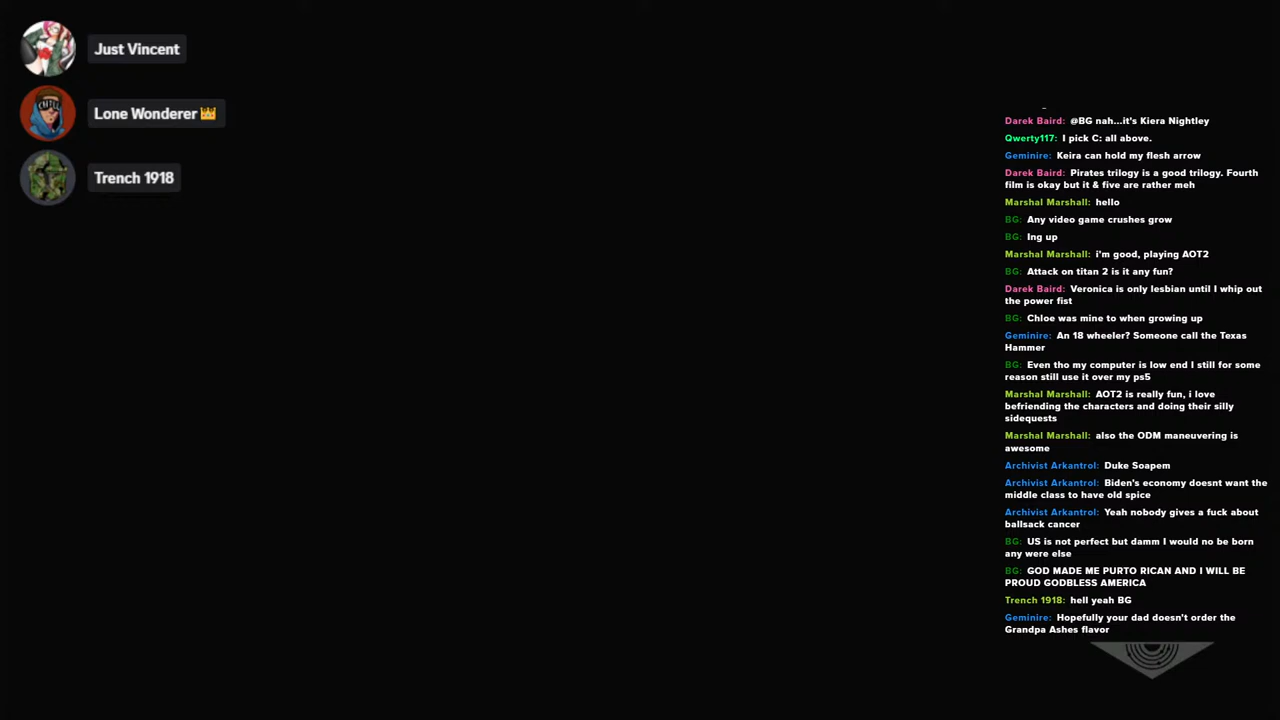 Just Vincent
Lone Wonderer
Trench 1918
Darek Baird: @BG nah...it's Kiera Nightley
Qwerty117: I pick C: all above.
Geminire: Keira can hold my flesh arrow
Darek Baird: Pirates trilogy is a good trilogy. Fourth
film is okay but it & five are rather meh
Marshal Marshall: hello
BG: Any video game crushes grow
BG: Ing up
Marshal Marshall: i'm good, playing AOT2
BG: Attack on titan 2 is it any fun?
Darek Baird: Veronica is only lesbian until I whip out
the power fist
BG: Chloe was mine to when growing up
Geminire: An 18 wheeler? Someone call the Texas
Hammer
BG: Even tho my computer is low end I still for some
reason still use it over my ps5
Marshal Marshall: AOT2 is really fun, i love
befriending the characters and doing their silly
sidequests
Marshal Marshall: also the ODM maneuvering is
awesome
Archivist Arkantrol: Duke Soapem
Archivist Arkantrol: Biden's economy doesnt want the
middle class to have old spice
Archivist Arkantrol: Yeah nobody gives a fuck about
ballsack cancer
BG: US is not perfect but damm I would no be born
any were else
BG: GOD MADE ME PURTO RICAN AND I WILL BE
PROUD GODBLESS AMERICA
Trench 1918: hell yeah BG
Geminire: Hopefully your dad doesn't order the
Grandpa Ashes flavor